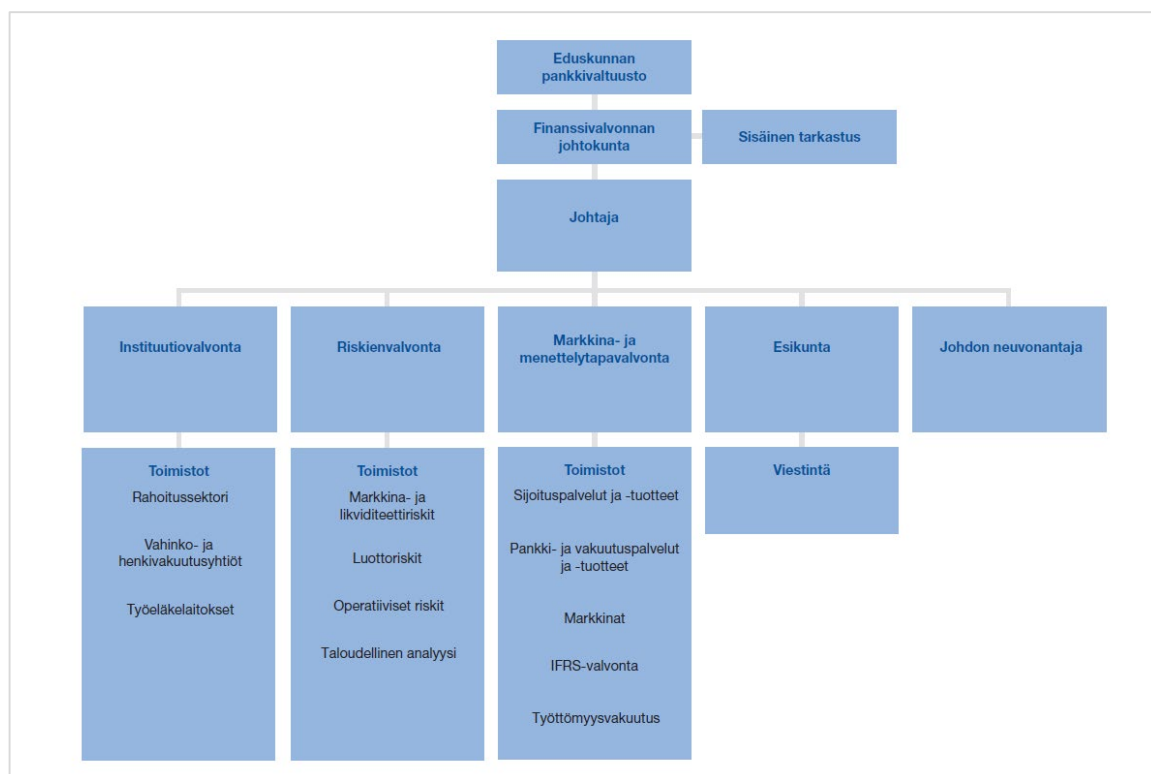 Eduskunnan
pankkivaltuusto
Finanssivalvonnan
johtokunta
Sisäinen tarkastus
Johtaja
Instituutiovalvonta
Riskienvalvonta
Markkina- ja
menettelytapavalvonta
Esikunta
Johdon neuvonantaja
Toimistot
Rahoitussektori
Vahinko- ja
henkivakuutusyhtiöt
Työeläkelaitokset
Toimistot
Markkina- ja
likviditeettiriskit
Luottoriskit
Operatiiviset riskit
Taloudellinen analyysi
Toimistot
Sijoituspalvelut ja -tuotteet
Pankki- ja vakuutuspalvelut
ja -tuotteet
Markkinat
IFRS-valvonta
Työttömyysvakuutus
Viestintä